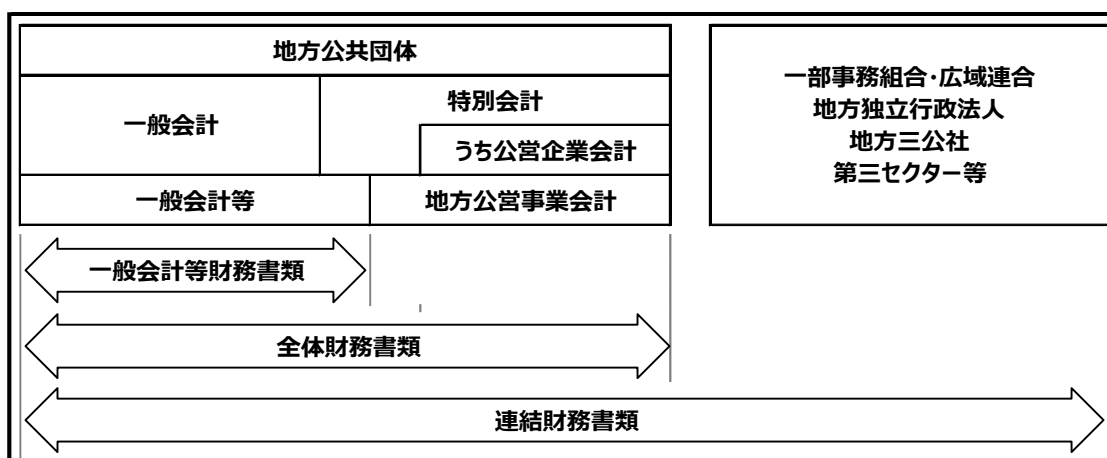 地方公共団体
一般会計
特別会計
うち公営企業会計
一般会計等
地方公営事業会計
一部事務組合・広域連合
地方独立行政法人
地方三公社
第三セクター等
一般会計等財務書類
全体財務書類
連結財務書類